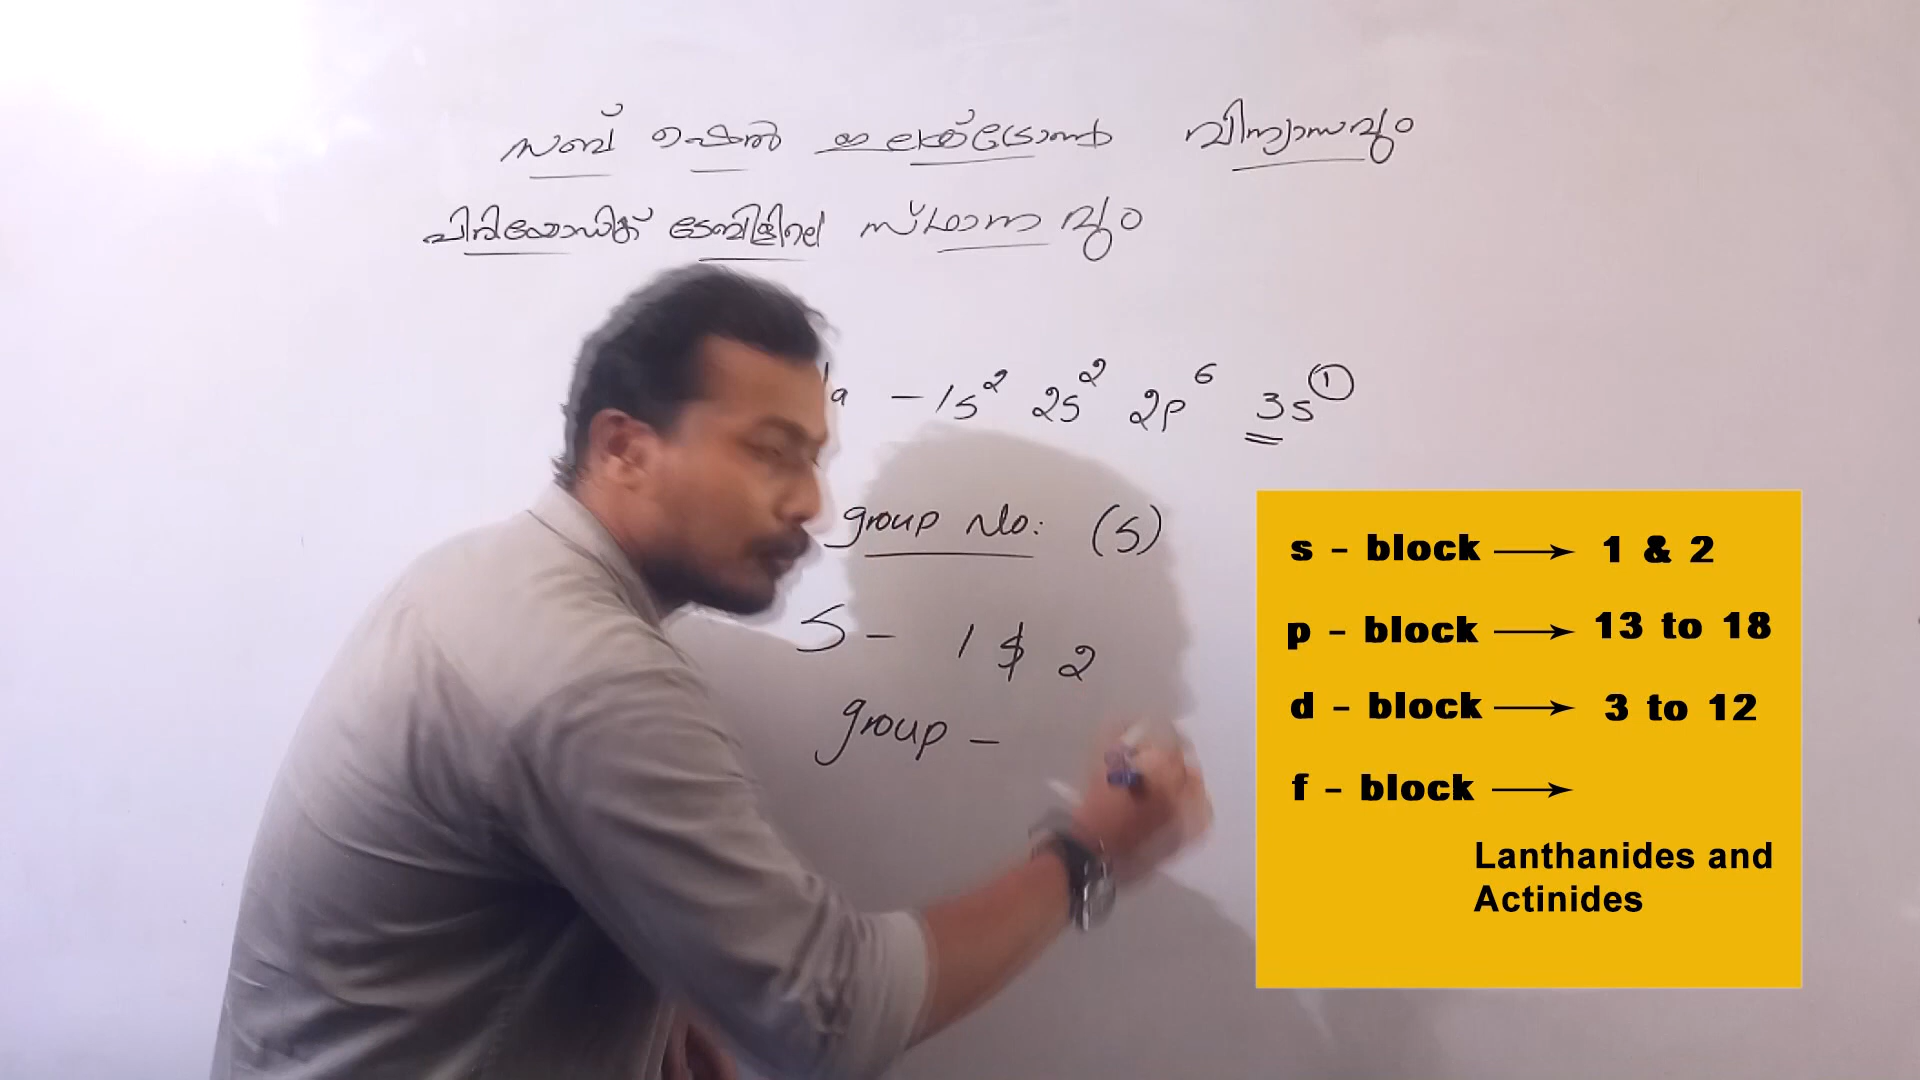 സബ് ഷെൽ ഇലക്ട്രോൺ വിന്യാസവും
പിരിയോഡിക് ടേബിളിലെ സ്ഥാനവും
a - 1s² 2s² 2p⁶ 3s¹
group No: (S)
S - 1 & 2
group -
s - block → 1 & 2
p - block → 13 to 18
d - block → 3 to 12
f - block →
Lanthanides and
Actinides